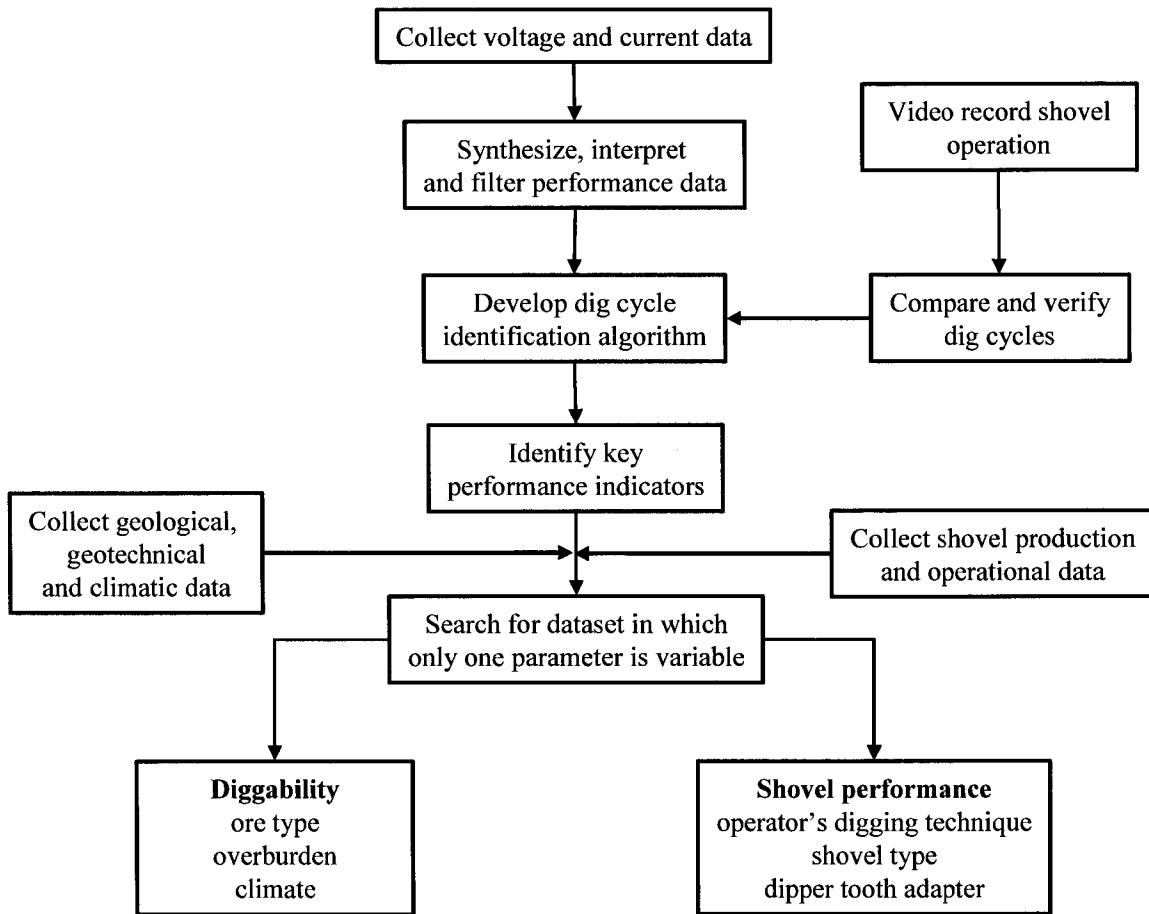 Collect voltage and current data
Video record shovel
operation
Synthesize, interpret
and filter performance data
Develop dig cycle
identification algorithm
Compare and verify
dig cycles
Identify key
performance indicators
Collect geological,
geotechnical
and climatic data
Collect shovel production
and operational data
Search for dataset in which
only one parameter is variable
Diggability
ore type
overburden
climate
Shovel performance
operator's digging technique
shovel type
dipper tooth adapter